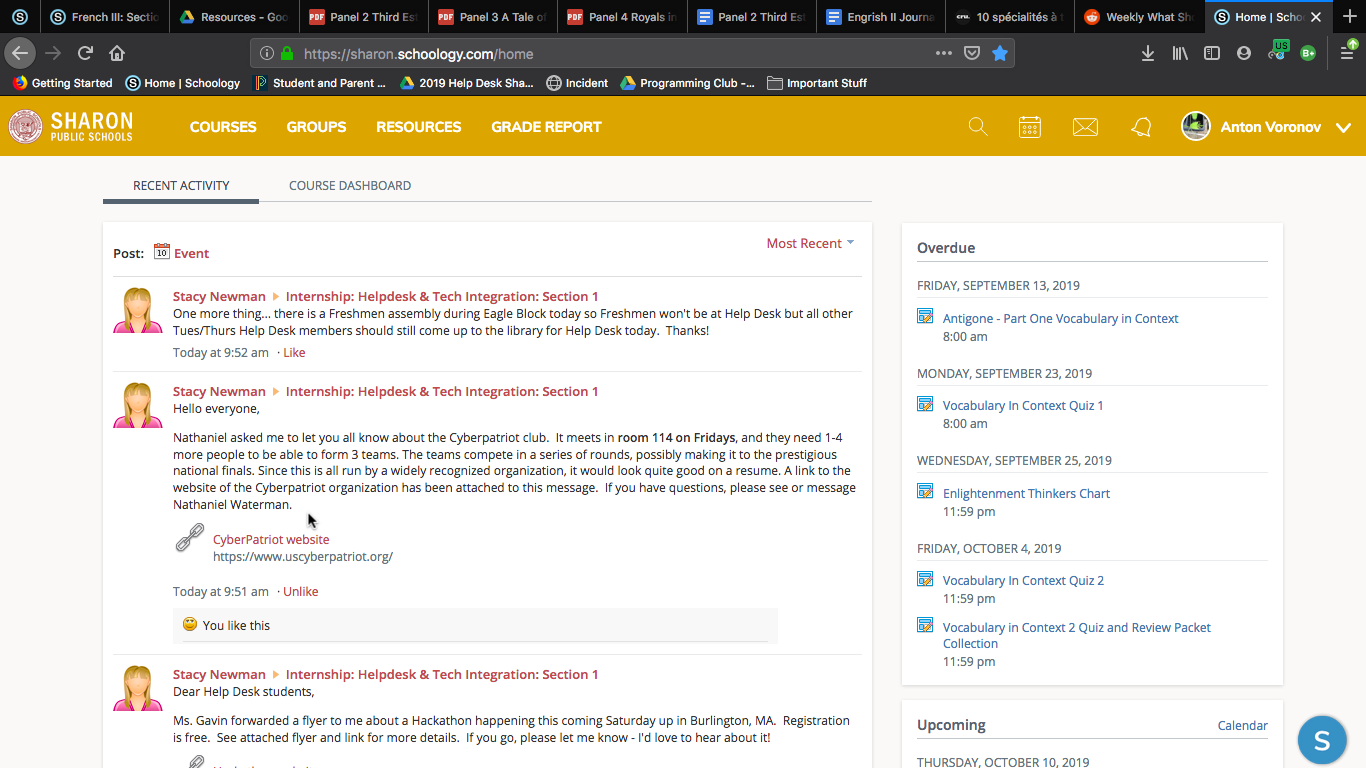 French III: Sectio
Resources - Goo
PDF Panel 2 Third Est
PDF Panel 3 A Tale of
PDF Panel 4 Royals in
Panel 2 Third Est
Engrish II Journa
10 spécialités à t
Weekly What Sho
Home | Schoo
https://sharon.schoology.com/home
US
B+
Getting Started
Home | Schoology
Student and Parent ...
2019 Help Desk Sha...
Incident
Programming Club -...
Important Stuff
SHARON
PUBLIC SCHOOLS
COURSES
GROUPS
RESOURCES
GRADE REPORT
Anton Voronov
RECENT ACTIVITY
COURSE DASHBOARD
Post:
10
Event
Most Recent
Stacy Newman
Internship: Helpdesk & Tech Integration: Section 1
One more thing... there is a Freshmen assembly during Eagle Block today so Freshmen won't be at Help Desk but all other
Tues/Thurs Help Desk members should still come up to the library for Help Desk today. Thanks!
Today at 9:52 am · Like
Stacy Newman
Internship: Helpdesk & Tech Integration: Section 1
Hello everyone,
Nathaniel asked me to let you all know about the Cyberpatriot club. It meets in room 114 on Fridays, and they need 1-4
more people to be able to form 3 teams. The teams compete in a series of rounds, possibly making it to the prestigious
national finals. Since this is all run by a widely recognized organization, it would look quite good on a resume. A link to the
website of the Cyberpatriot organization has been attached to this message. If you have questions, please see or message
Nathaniel Waterman.
CyberPatriot website
https://www.uscyberpatriot.org/
Today at 9:51 am · Unlike
You like this
Stacy Newman
Internship: Helpdesk & Tech Integration: Section 1
Dear Help Desk students,
Ms. Gavin forwarded a flyer to me about a Hackathon happening this coming Saturday up in Burlington, MA. Registration
is free. See attached flyer and link for more details. If you go, please let me know - I'd love to hear about it!
Overdue
FRIDAY, SEPTEMBER 13, 2019
Antigone - Part One Vocabulary in Context
8:00 am
MONDAY, SEPTEMBER 23, 2019
Vocabulary In Context Quiz 1
8:00 am
WEDNESDAY, SEPTEMBER 25, 2019
Enlightenment Thinkers Chart
11:59 pm
FRIDAY, OCTOBER 4, 2019
Vocabulary In Context Quiz 2
11:59 pm
Vocabulary in Context 2 Quiz and Review Packet
Collection
11:59 pm
Upcoming
Calendar
THURSDAY, OCTOBER 10, 2019
S